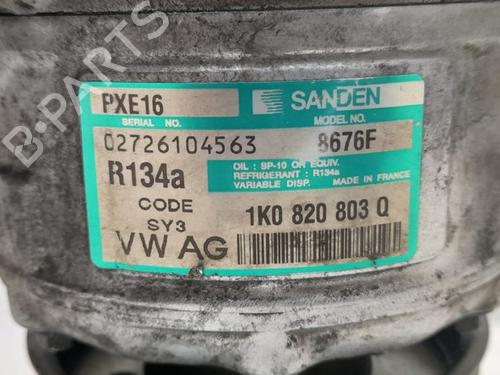 B-PARTS
PXE16
SANDEN
SERIAL NO.
MODEL NO.
02726104563
8676F
R134a
OIL : SP-10 OR EQUIV.
REFRIGERANT : R134a
VARIABLE DISP. MADE IN FRANCE
CODE
SY3
1K0 820 803 Q
VW AG